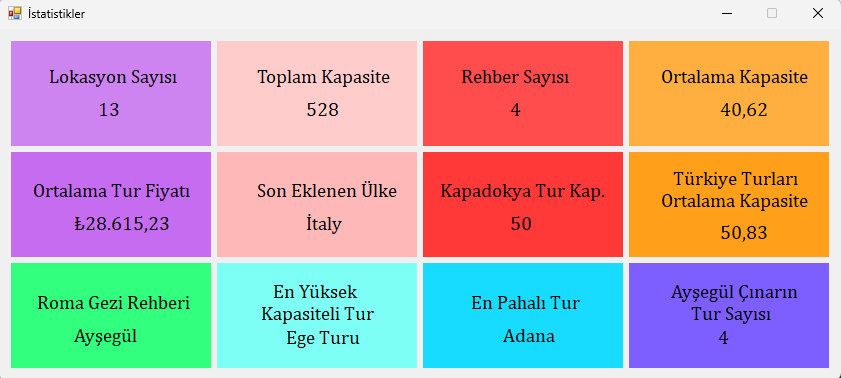 İstatistikler
Lokasyon Sayısı
13
Toplam Kapasite
528
Rehber Sayısı
4
Ortalama Kapasite
40,62
Ortalama Tur Fiyatı
₺28.615,23
Son Eklenen Ülke
İtaly
Kapadokya Tur Kap.
50
Türkiye Turları
Ortalama Kapasite
50,83
Roma Gezi Rehberi
Ayşegül
En Yüksek
Kapasiteli Tur
Ege Turu
En Pahalı Tur
Adana
Ayşegül Çınarın
Tur Sayısı
4